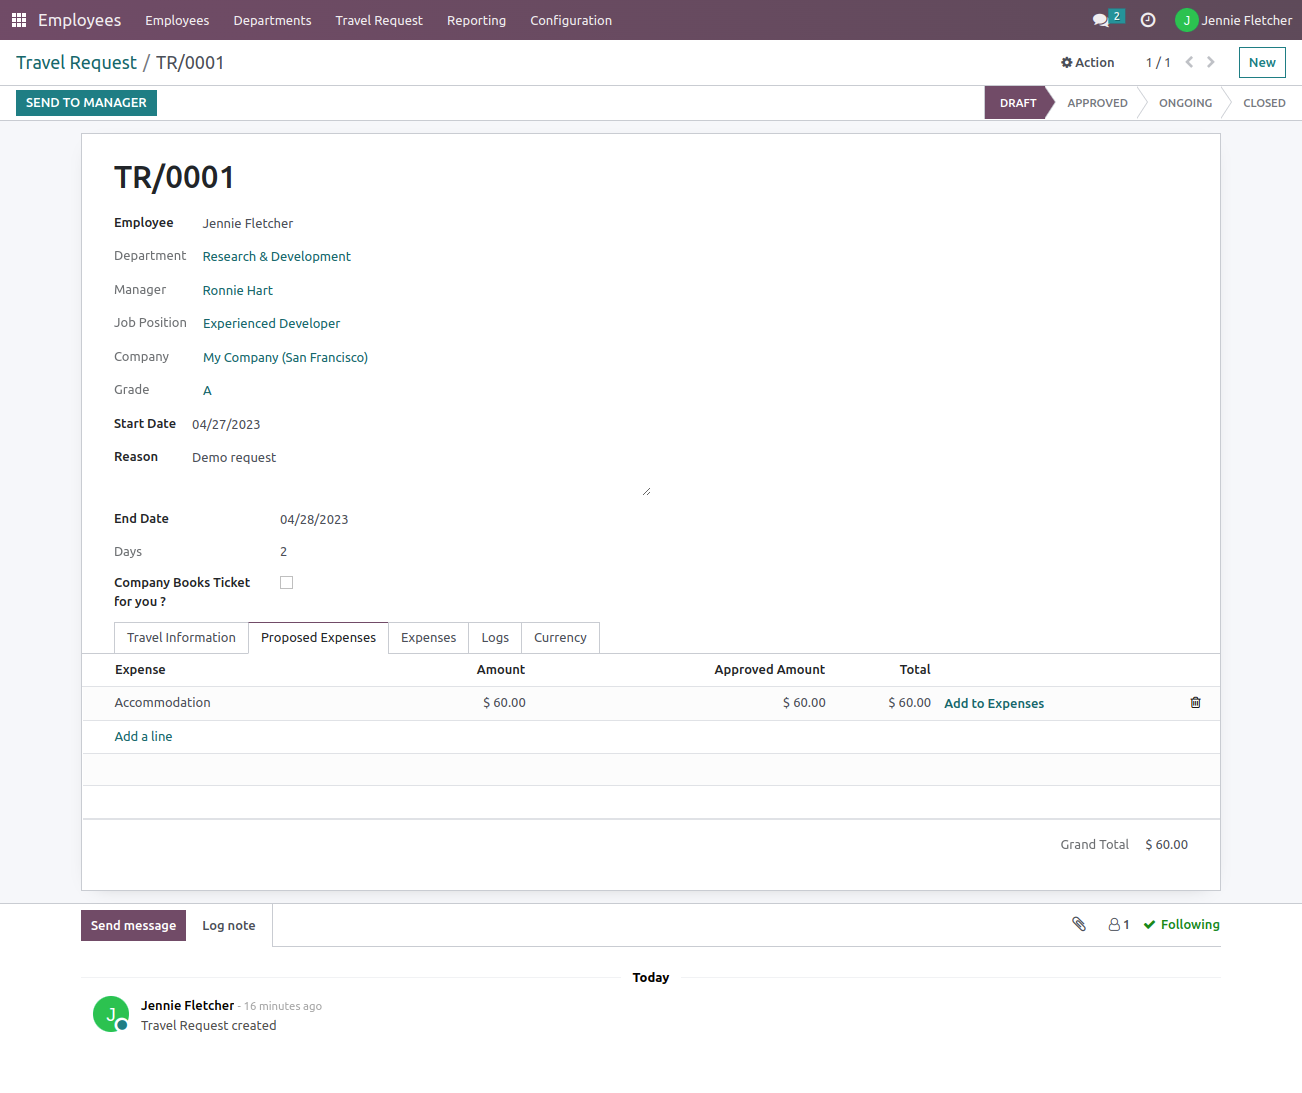 Employees Employees Departments Travel Request Reporting Configuration 2 J Jennie Fletcher
Travel Request / TR/0001 Action 1 / 1 New
SEND TO MANAGER DRAFT APPROVED ONGOING CLOSED
TR/0001
Employee Jennie Fletcher
Department Research & Development
Manager Ronnie Hart
Job Position Experienced Developer
Company My Company (San Francisco)
Grade A
Start Date 04/27/2023
Reason Demo request
End Date 04/28/2023
Days 2
Company Books Ticket
for you ?
Travel Information Proposed Expenses Expenses Logs Currency
Expense Amount Approved Amount Total
Accommodation $ 60.00 $ 60.00 $ 60.00 Add to Expenses
Add a line
Grand Total $ 60.00
Send message Log note 1 Following
Today
J Jennie Fletcher - 16 minutes ago
Travel Request created